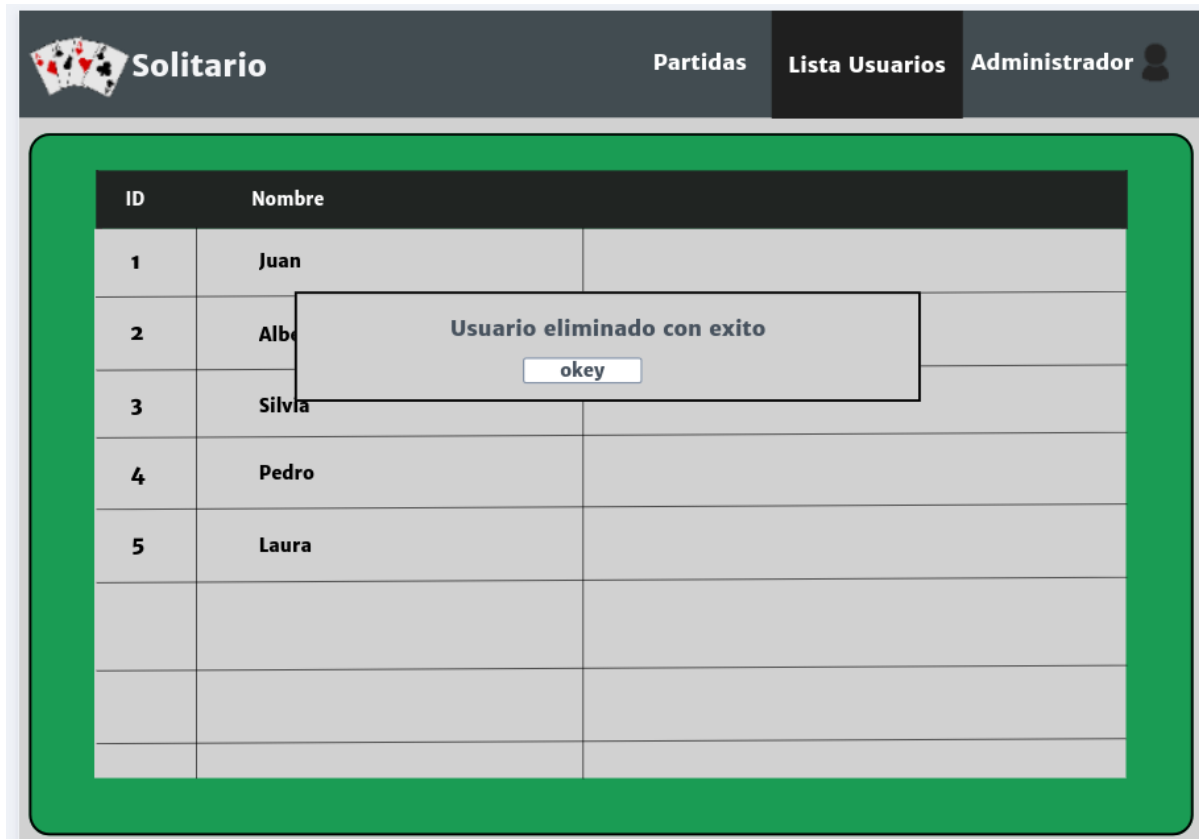 Solitario
Partidas
Lista Usuarios
Administrador
ID Nombre
1 Juan
Usuario eliminado con exito
2
okey
3 Silvia
4 Pedro
5 Laura